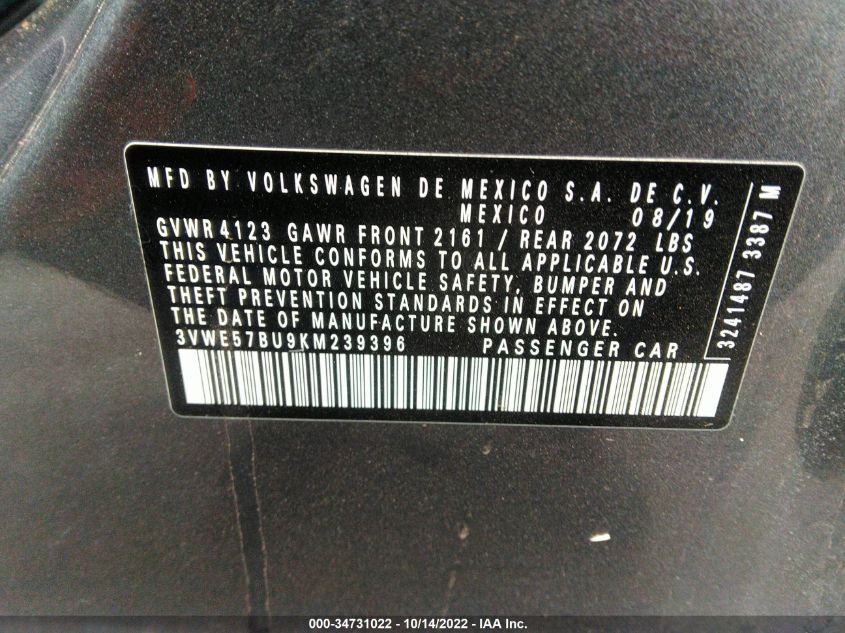 MFD BY VOLKSWAGEN DE MEXICO S.A. DE C.V.
MEXICO 08/19
GVWR 4123 GAWR FRONT 2161 / REAR 2072 LBS
THIS VEHICLE CONFORMS TO ALL APPLICABLE U.S.
FEDERAL MOTOR VEHICLE SAFETY, BUMPER AND
THEFT PREVENTION STANDARDS IN EFFECT ON
THE DATE OF MANUFACTURE SHOWN ABOVE.
3VWE57BU9KM239396 PASSENGER CAR
3241487 3387 M
000-34731022 - 10/14/2022 - IAA Inc.